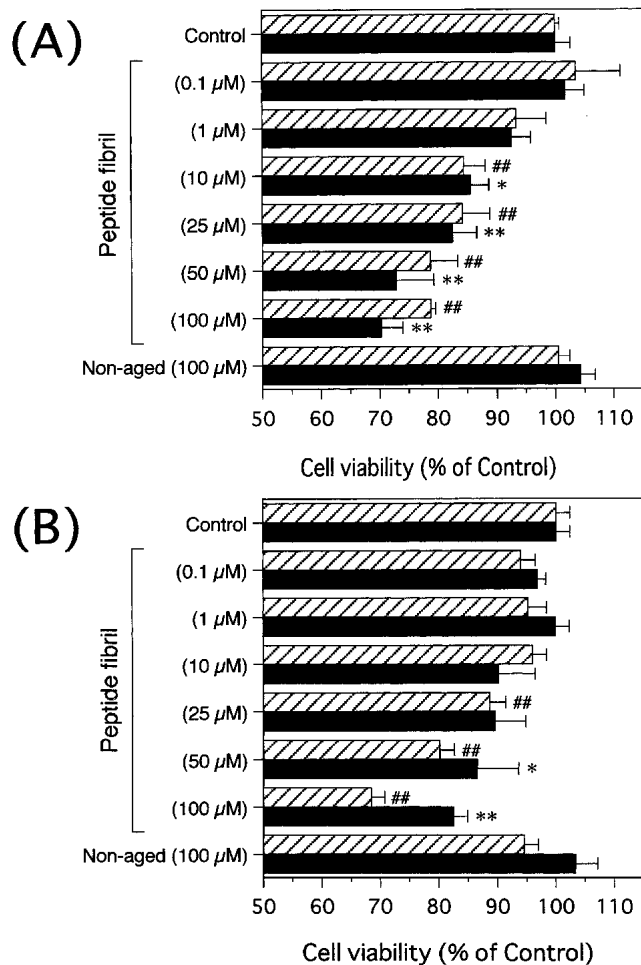 (A)
Control
Peptide fibril
(0.1 µM)
(1 µM)
(10 µM)
##
*
(25 µM)
##
**
(50 µM)
##
**
(100 µM)
##
**
Non-aged (100 µM)
50 60 70 80 90 100 110
Cell viability (% of Control)
(B)
Control
Peptide fibril
(0.1 µM)
(1 µM)
(10 µM)
(25 µM)
##
(50 µM)
##
*
(100 µM)
##
**
Non-aged (100 µM)
50 60 70 80 90 100 110
Cell viability (% of Control)